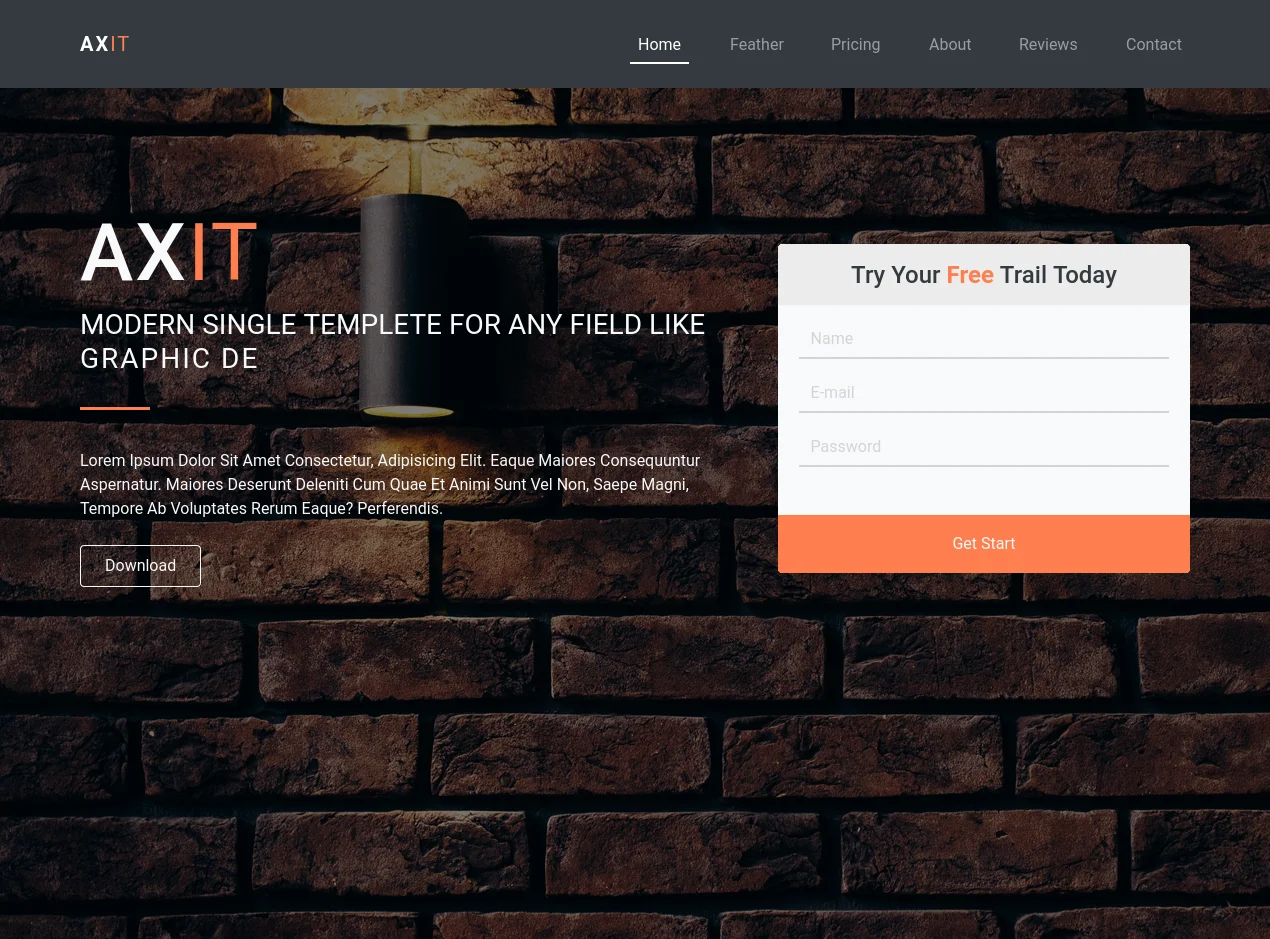 AXIT
Home Feather Pricing About Reviews Contact
AXIT
MODERN SINGLE TEMPLETE FOR ANY FIELD LIKE
GRAPHIC DE
Lorem Ipsum Dolor Sit Amet Consectetur, Adipisicing Elit. Eaque Maiores Consequuntur
Aspernatur. Maiores Deserunt Deleniti Cum Quae Et Animi Sunt Vel Non, Saepe Magni,
Tempore Ab Voluptates Rerum Eaque? Perferendis.
Download
Try Your Free Trail Today
Name
E-mail
Password
Get Start